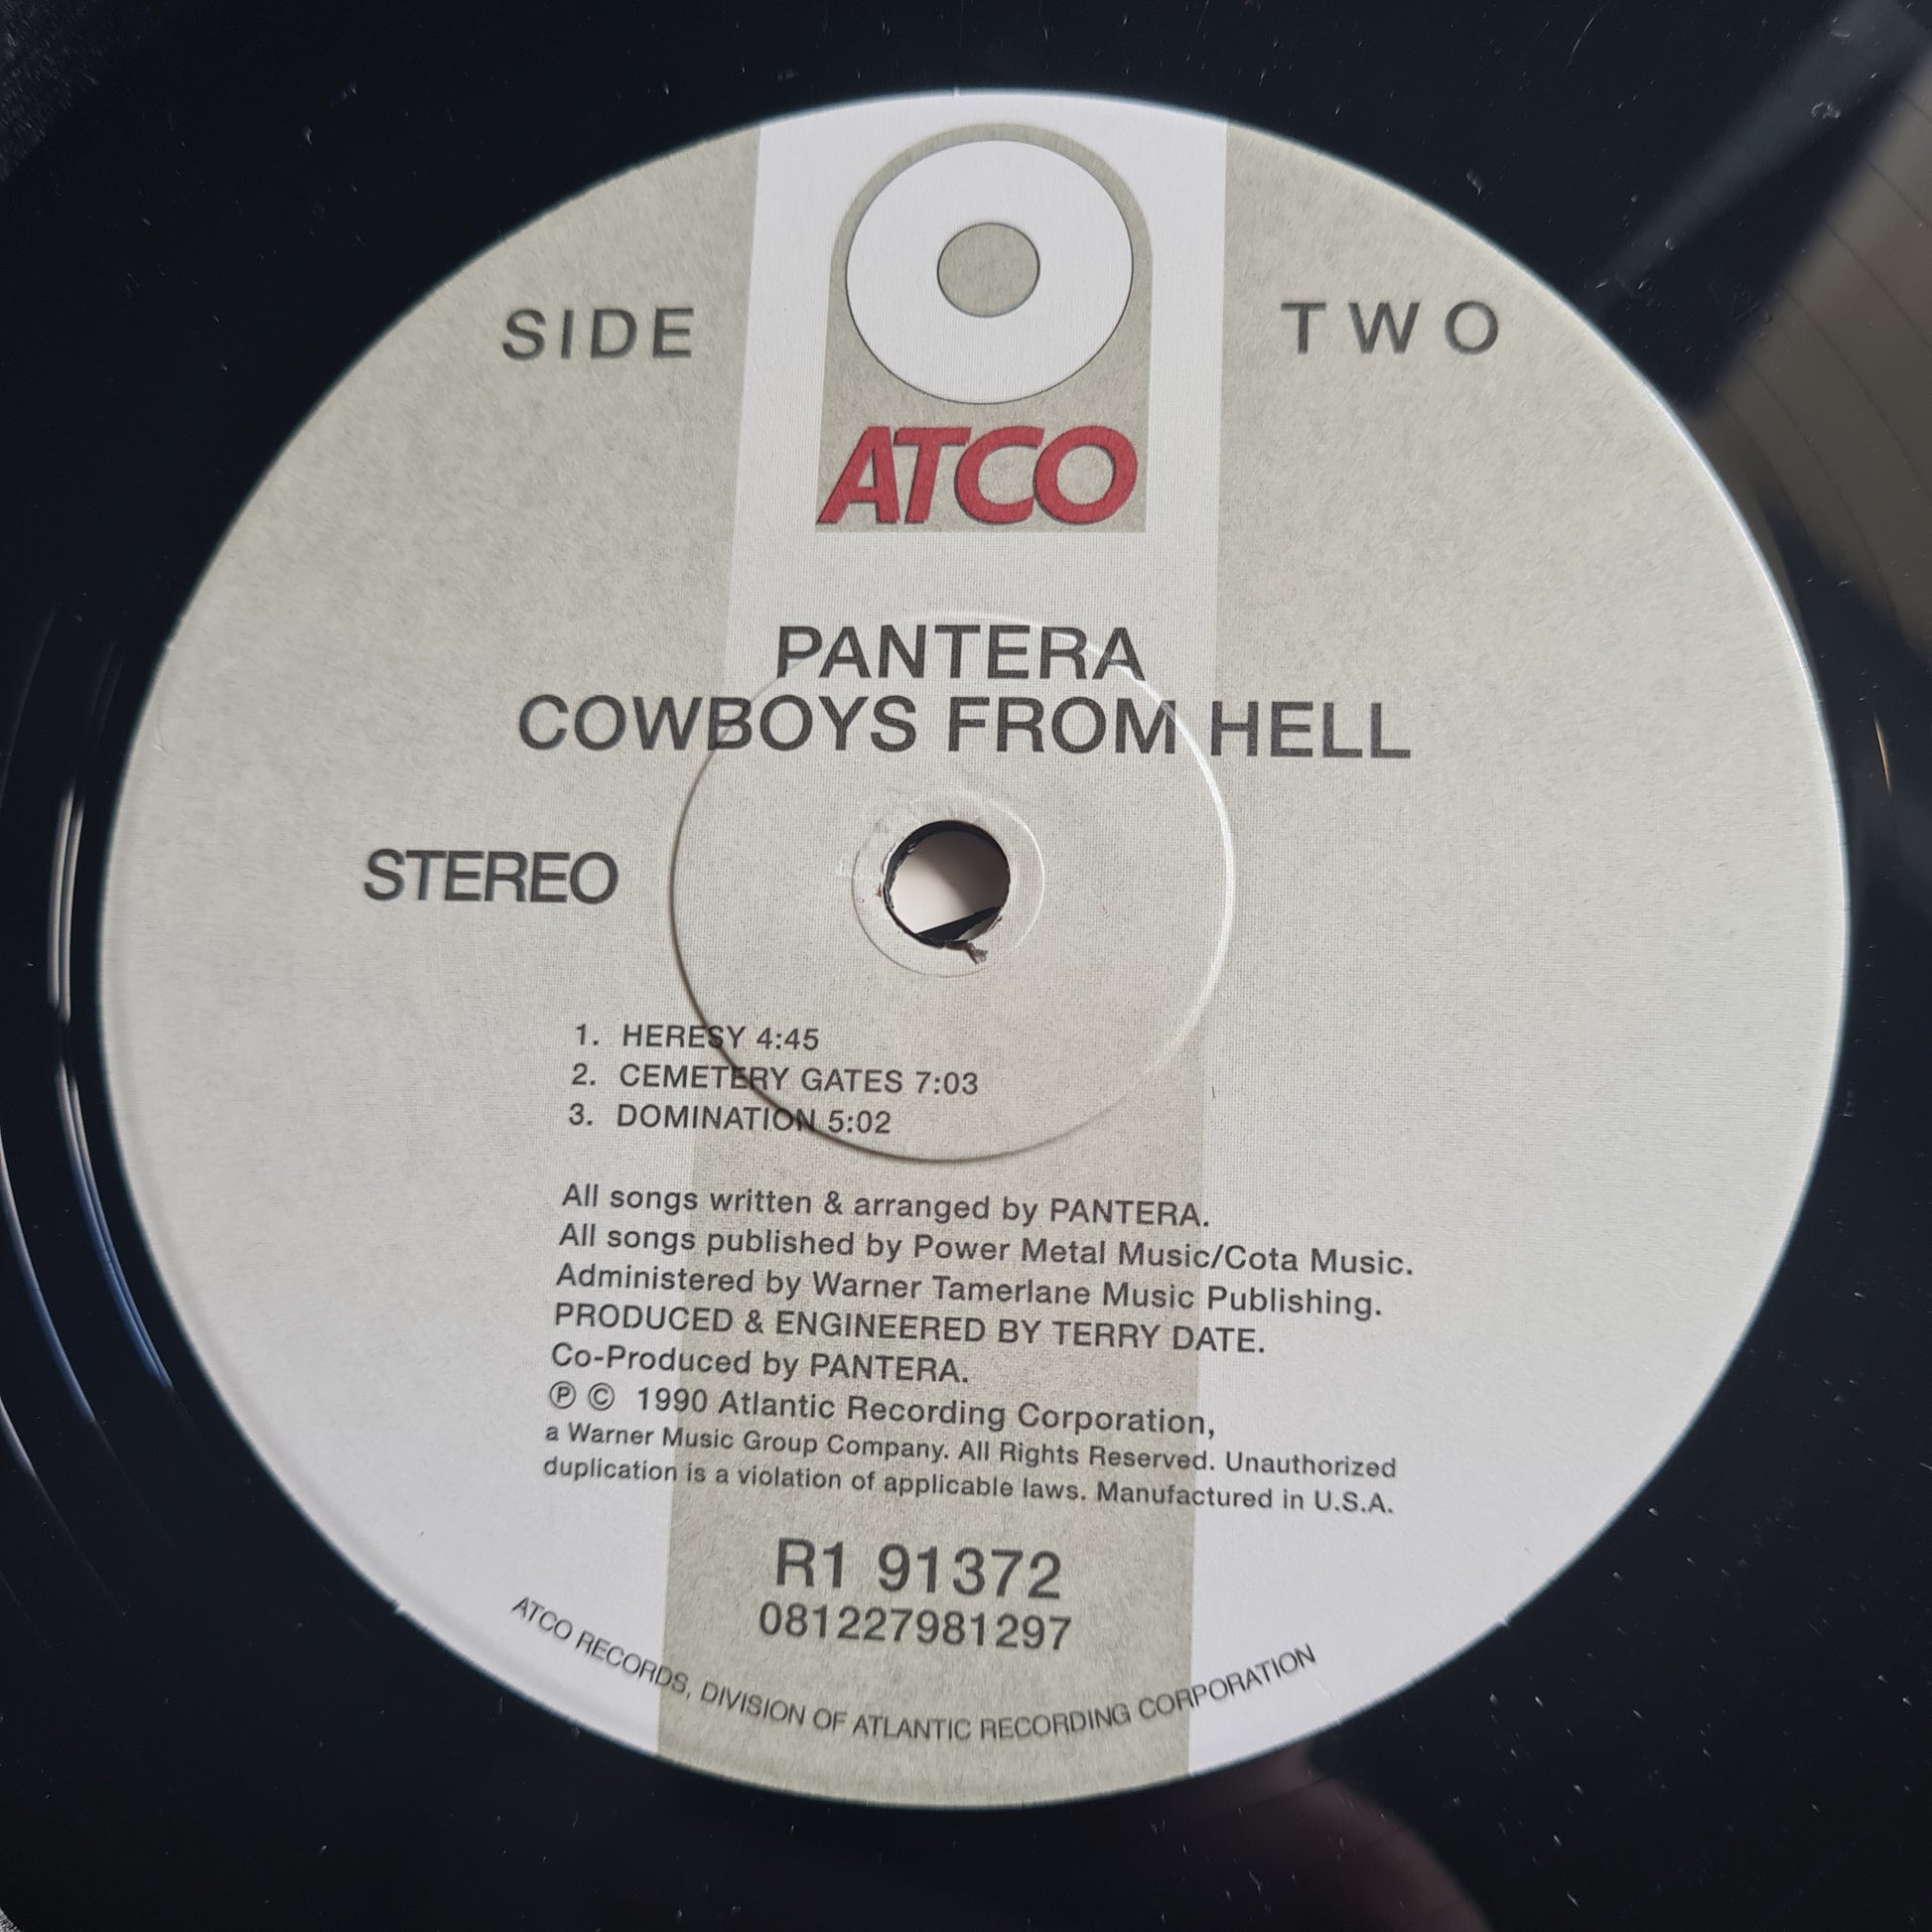 SIDE TWO
ATCO
PANTERA
COWBOYS FROM HELL
STEREO
1. HERESY 4:45
2. CEMETERY GATES 7:03
3. DOMINATION 5:02
All songs written & arranged by PANTERA.
All songs published by Power Metal Music/Cota Music.
Administered by Warner Tamerlane Music Publishing.
PRODUCED & ENGINEERED BY TERRY DATE.
Co-Produced by PANTERA.
Ⓟ © 1990 Atlantic Recording Corporation,
a Warner Music Group Company. All Rights Reserved. Unauthorized
duplication is a violation of applicable laws. Manufactured in U.S.A.
R1 91372
081227981297
ATCO RECORDS, DIVISION OF ATLANTIC RECORDING CORPORATION